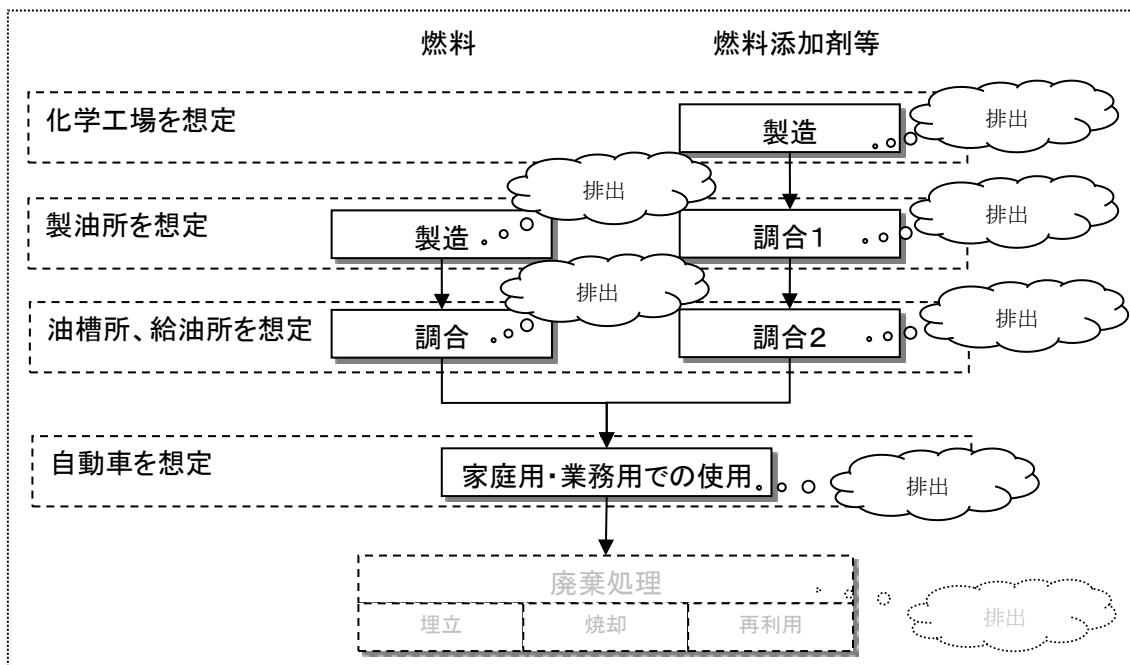 燃料
燃料添加剤等
化学工場を想定
製造
排出
排出
製油所を想定
製造
調合1
排出
排出
油槽所、給油所を想定
調合
調合2
排出
自動車を想定
家庭用・業務用での使用
排出
廃棄処理
埋立
焼却
再利用
排出